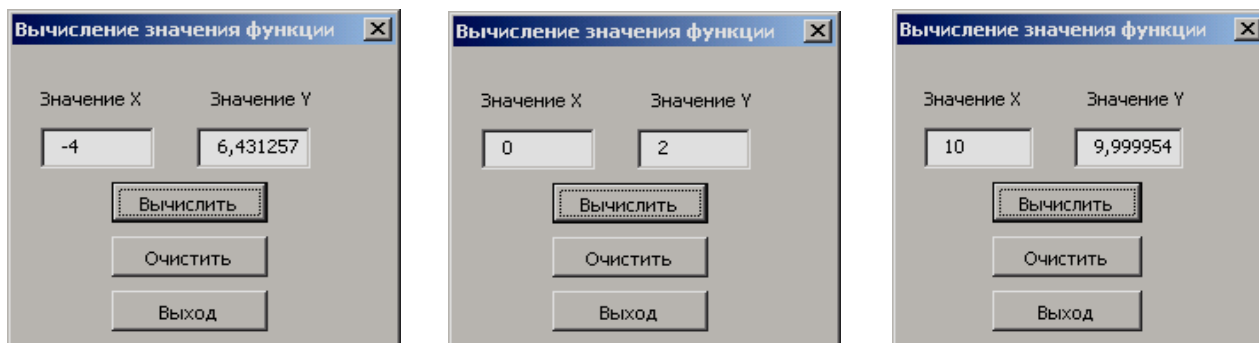 Вычисление значения функции
Значение X Значение Y
-4 6,431257
Вычислить
Очистить
Выход
Вычисление значения функции
Значение X Значение Y
0 2
Вычислить
Очистить
Выход
Вычисление значения функции
Значение X Значение Y
10 9,999954
Вычислить
Очистить
Выход